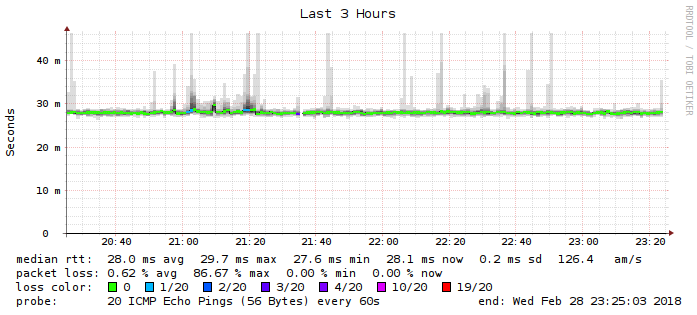 Last 3 Hours
RRDTOOL / TOBI OETIKER
Seconds
40 m
30 m
20 m
10 m
0
20:40 21:00 21:20 21:40 22:00 22:20 22:40 23:00 23:20
median rtt: 28.0 ms avg 29.7 ms max 27.6 ms min 28.1 ms now 0.2 ms sd 126.4 am/s
packet loss: 0.62 % avg 86.67 % max 0.00 % min 0.00 % now
loss color: 0 1/20 2/20 3/20 4/20 10/20 19/20
probe: 20 ICMP Echo Pings (56 Bytes) every 60s end: Wed Feb 28 23:25:03 2018